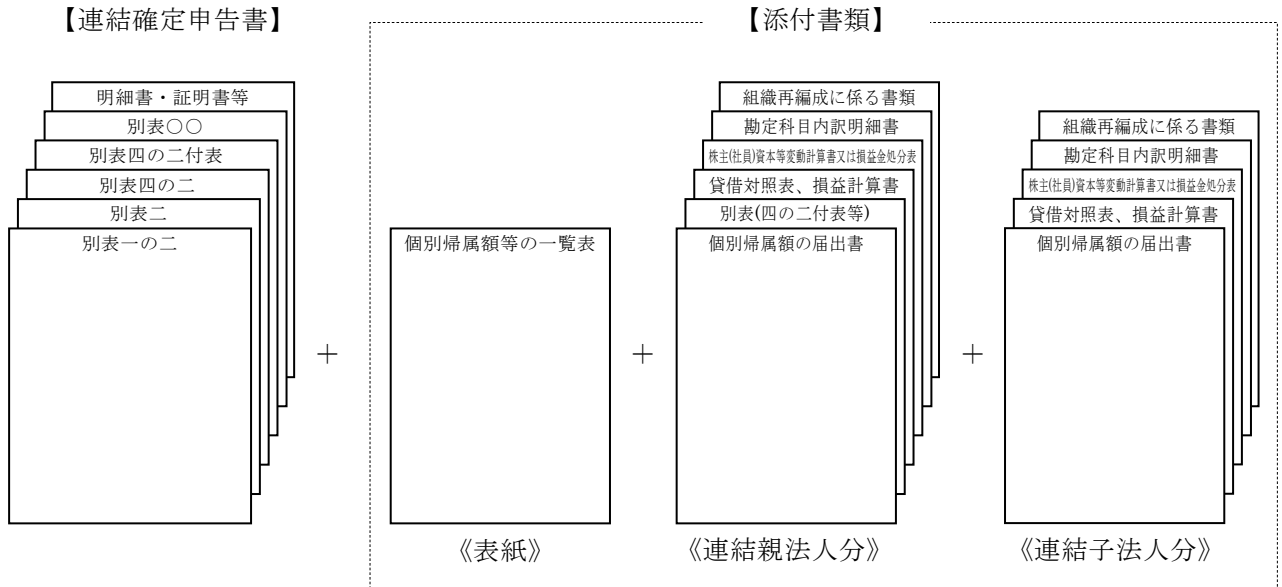 【連結確定申告書】
【添付書類】
明細書・証明書等
別表○○
別表四の二付表
別表四の二
別表二
別表一の二
+
個別帰属額等の一覧表
《表紙》
+
組織再編成に係る書類
勘定科目内訳明細書
株主(社員)資本等変動計算書又は損益金処分表
貸借対照表、損益計算書
別表(四の二付表等)
個別帰属額の届出書
《連結親法人分》
+
組織再編成に係る書類
勘定科目内訳明細書
株主(社員)資本等変動計算書又は損益金処分表
貸借対照表、損益計算書
個別帰属額の届出書
《連結子法人分》